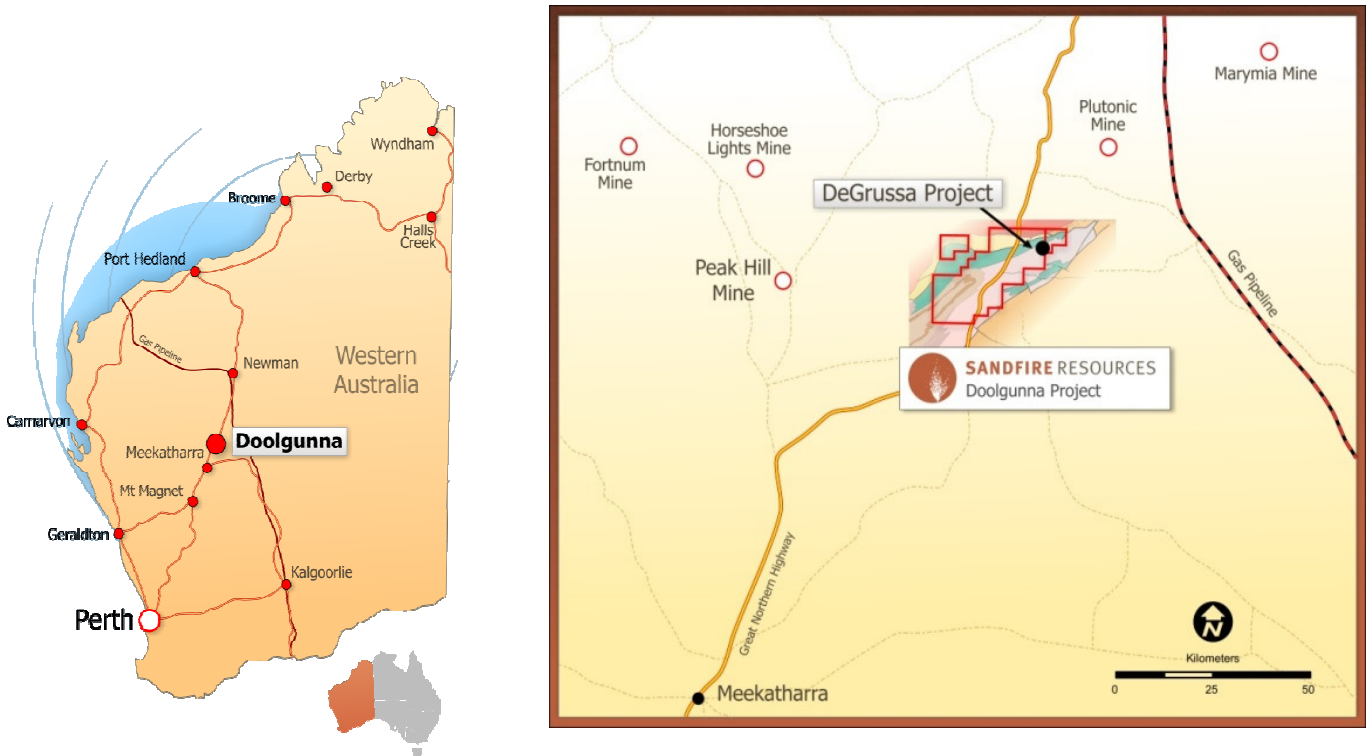 Wyndham
Derby
Broome
Halls
Creek
Port Hedland
Gas Pipeline
Newman
Western
Australia
Carnarvon
Doolgunna
Meekatharra
Mt Magnet
Geraldton
Kalgoorlie
Perth
Marymia Mine
Plutonic
Mine
Horseshoe
Lights Mine
Fortnum
Mine
DeGrussa Project
Peak Hill
Mine
Gas Pipeline
SANDFIRE RESOURCES
Doolgunna Project
Great Northern Highway
N
Kilometers
0 25 50
Meekatharra